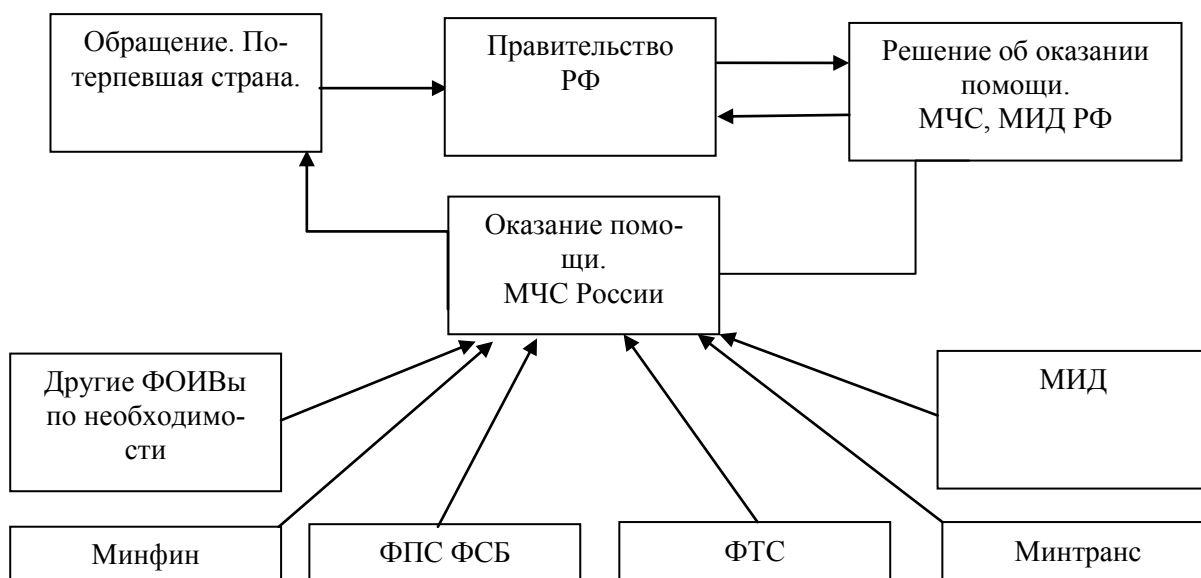 Обращение. По-
терпевшая страна.
Правительство
РФ
Решение об оказании
помощи.
МЧС, МИД РФ
Оказание помо-
щи.
МЧС России
Другие ФОИВы
по необходимо-
сти
МИД
Минфин
ФПС ФСБ
ФТС
Минтранс